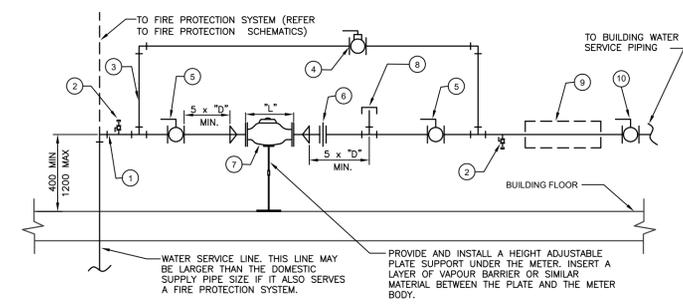 TO FIRE PROTECTION SYSTEM (REFER
TO FIRE PROTECTION SCHEMATICS)
TO BUILDING WATER
SERVICE PIPING
4
8
3
5
6
5
9
10
2
5 x "D"
MIN.
"L"
5 x "D"
MIN.
1
7
2
400 MIN
1200 MAX
BUILDING FLOOR
WATER SERVICE LINE. THIS LINE MAY
BE LARGER THAN THE DOMESTIC
SUPPLY PIPE SIZE IF IT ALSO SERVES
A FIRE PROTECTION SYSTEM.
PROVIDE AND INSTALL A HEIGHT ADJUSTABLE
PLATE SUPPORT UNDER THE METER. INSERT A
LAYER OF VAPOUR BARRIER OR SIMILAR
MATERIAL BETWEEN THE PLATE AND THE METER
BODY.